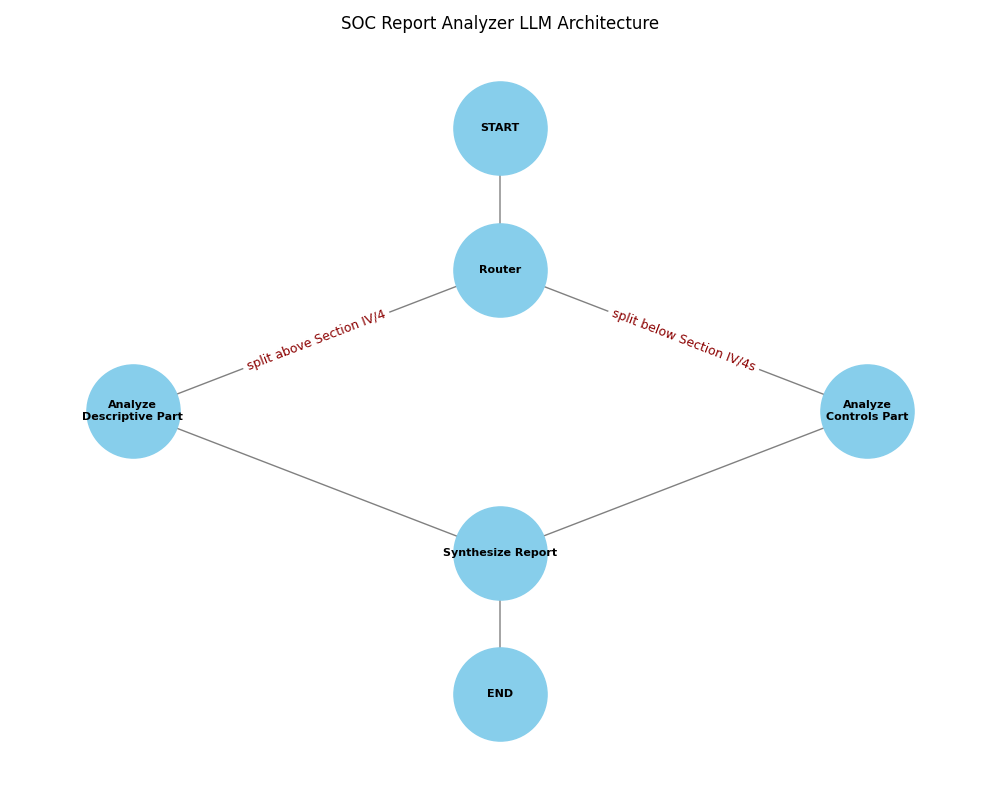 SOC Report Analyzer LLM Architecture
START
Router
split above Section IV/4
split below Section IV/4s
Analyze
Descriptive Part
Analyze
Controls Part
Synthesize Report
END